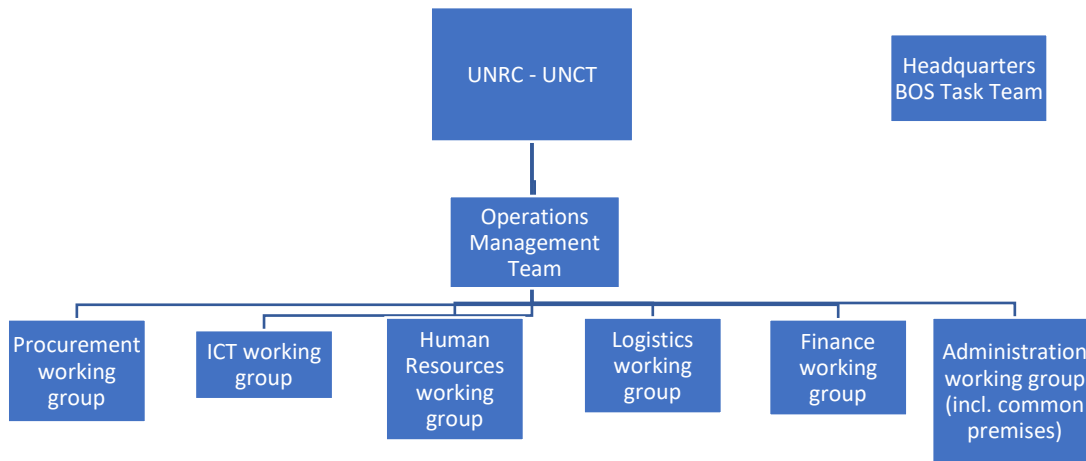 UNRC - UNCT
Headquarters
BOS Task Team
Operations
Management
Team
Procurement
working
group
ICT working
group
Human
Resources
working
group
Logistics
working
group
Finance
working
group
Administration
working group
(incl. common
premises)